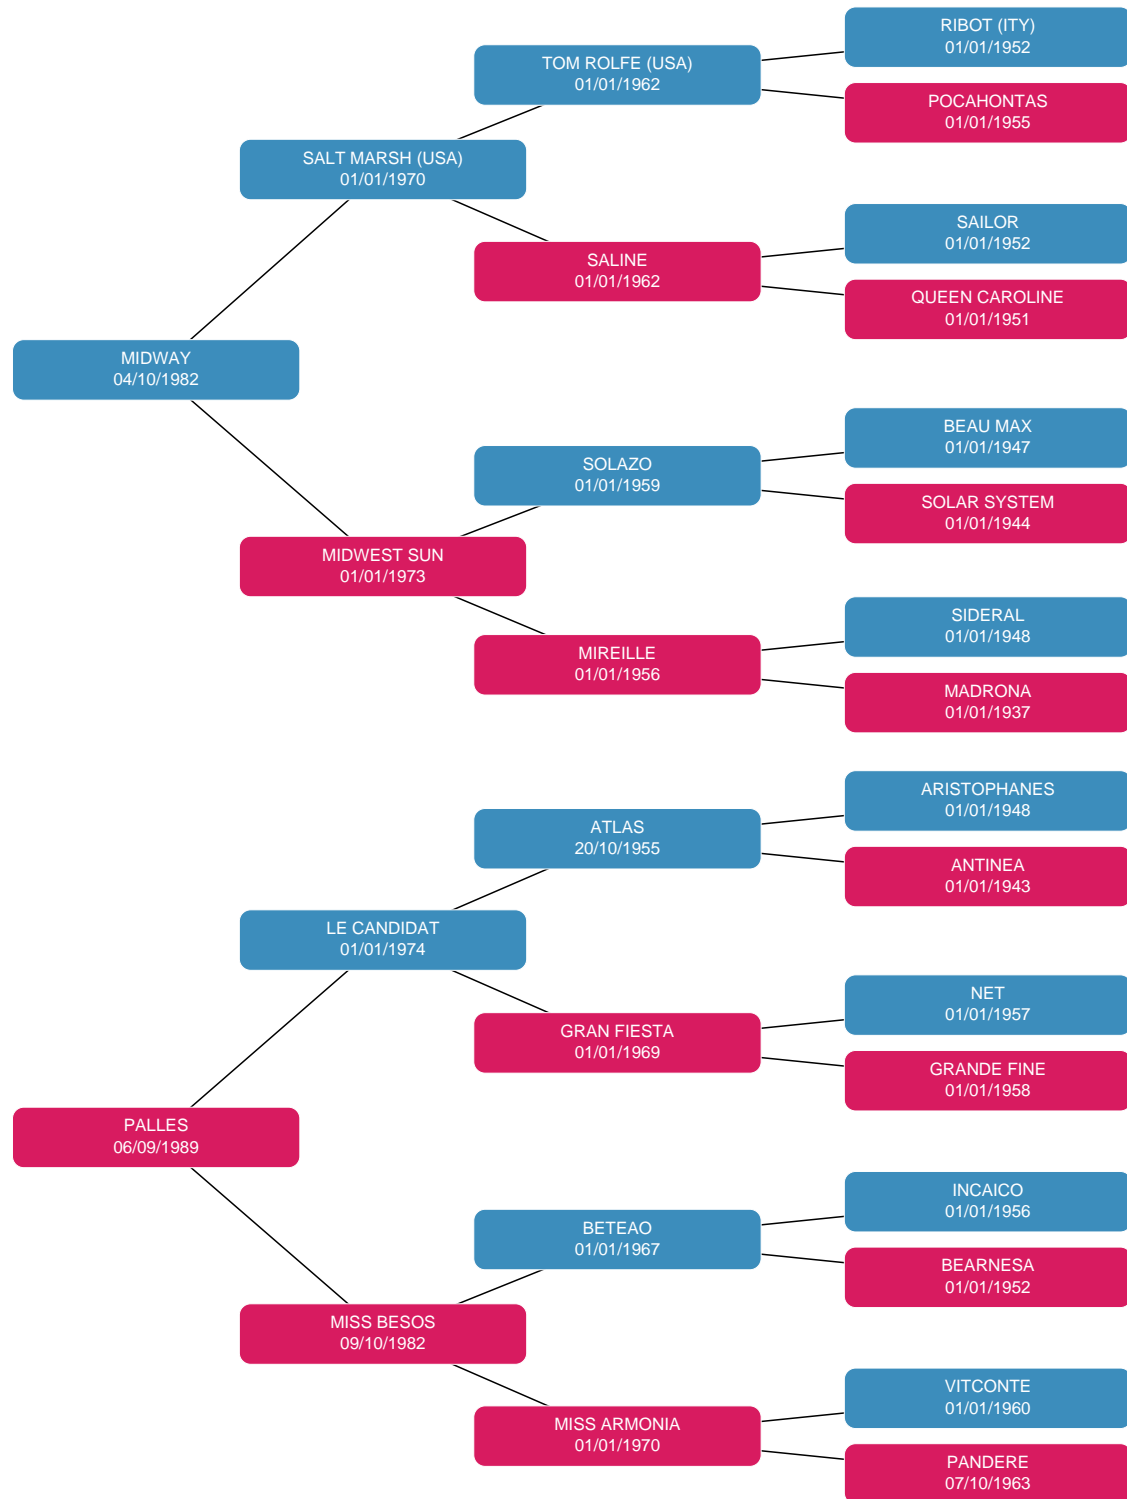 RIBOT (ITY)
01/01/1952
TOM ROLFE (USA)
01/01/1962
POCAHONTAS
01/01/1955
SALT MARSH (USA)
01/01/1970
SAILOR
01/01/1952
SALINE
01/01/1962
QUEEN CAROLINE
01/01/1951
MIDWAY
04/10/1982
BEAU MAX
01/01/1947
SOLAZO
01/01/1959
SOLAR SYSTEM
01/01/1944
MIDWEST SUN
01/01/1973
SIDERAL
01/01/1948
MIREILLE
01/01/1956
MADRONA
01/01/1937
ARISTOPHANES
01/01/1948
ATLAS
20/10/1955
ANTINEA
01/01/1943
LE CANDIDAT
01/01/1974
NET
01/01/1957
GRAN FIESTA
01/01/1969
GRANDE FINE
01/01/1958
PALLES
06/09/1989
INCAICO
01/01/1956
BETEAO
01/01/1967
BEARNESA
01/01/1952
MISS BESOS
09/10/1982
VITCONTE
01/01/1960
MISS ARMONIA
01/01/1970
PANDERE
07/10/1963